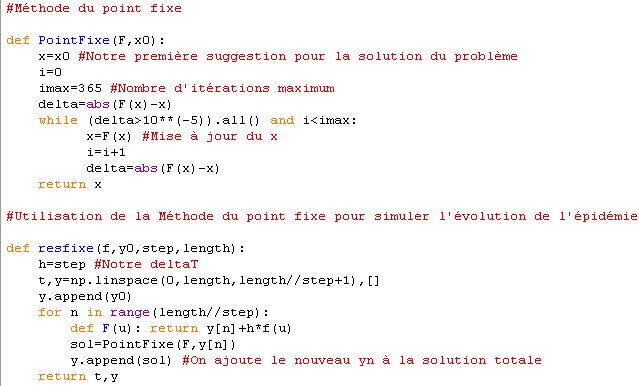 #Méthode du point fixe
def PointFixe(F,x0):
x=x0 #Notre première suggestion pour la solution du problème
i=0
imax=365 #Nombre d'itérations maximum
delta=abs(F(x)-x)
while (delta>10**(-5)).all() and i<imax:
x=F(x) #Mise à jour du x
i=i+1
delta=abs(F(x)-x)
return x
#Utilisation de la Méthode du point fixe pour simuler l'évolution de l'épidémie
def resfixe(f,y0,step,length):
h=step #Notre deltaT
t,y=np.linspace(0,length,length//step+1),[]
y.append(y0)
for n in range(length//step):
def F(u): return y[n]+h*f(u)
sol=PointFixe(F,y[n])
y.append(sol) #On ajoute le nouveau yn à la solution totale
return t,y